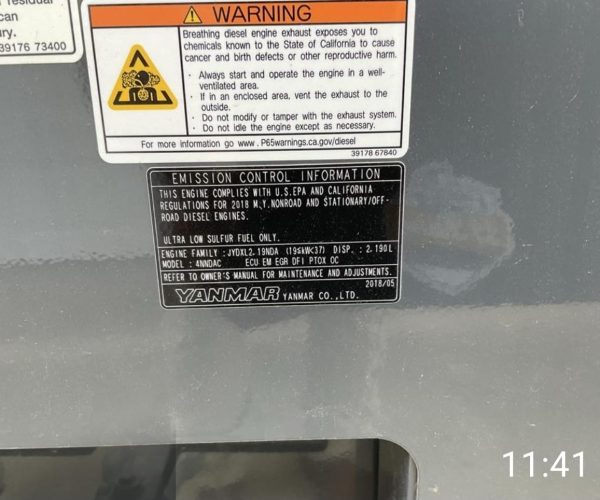 residual
can
ry.
39176 73400
WARNING
Breathing diesel engine exhaust exposes you to
chemicals known to the State of California to cause
cancer and birth defects or other reproductive harm.
· Always start and operate the engine in a well-
ventilated area.
· If in an enclosed area, vent the exhaust to the
outside.
· Do not modify or tamper with the exhaust system.
· Do not idle the engine except as necessary.
For more information go www.P65warnings.ca.gov/diesel
39178 67840
EMISSION CONTROL INFORMATION
THIS ENGINE COMPLIES WITH U.S.EPA AND CALIFORNIA
REGULATIONS FOR 2018 M.Y.NONROAD AND STATIONARY/OFF-
ROAD DIESEL ENGINES.
ULTRA LOW SULFUR FUEL ONLY.
ENGINE FAMILY : JYDXL2.19NDA (19≤kW<37) DISP. : 2.190L
MODEL : 4NNDAC ECU EM EGR DFI PTOX OC
REFER TO OWNER'S MANUAL FOR MAINTENANCE AND ADJUSTMENTS.
2018/05
YANMAR YANMAR CO.,LTD.
11:41